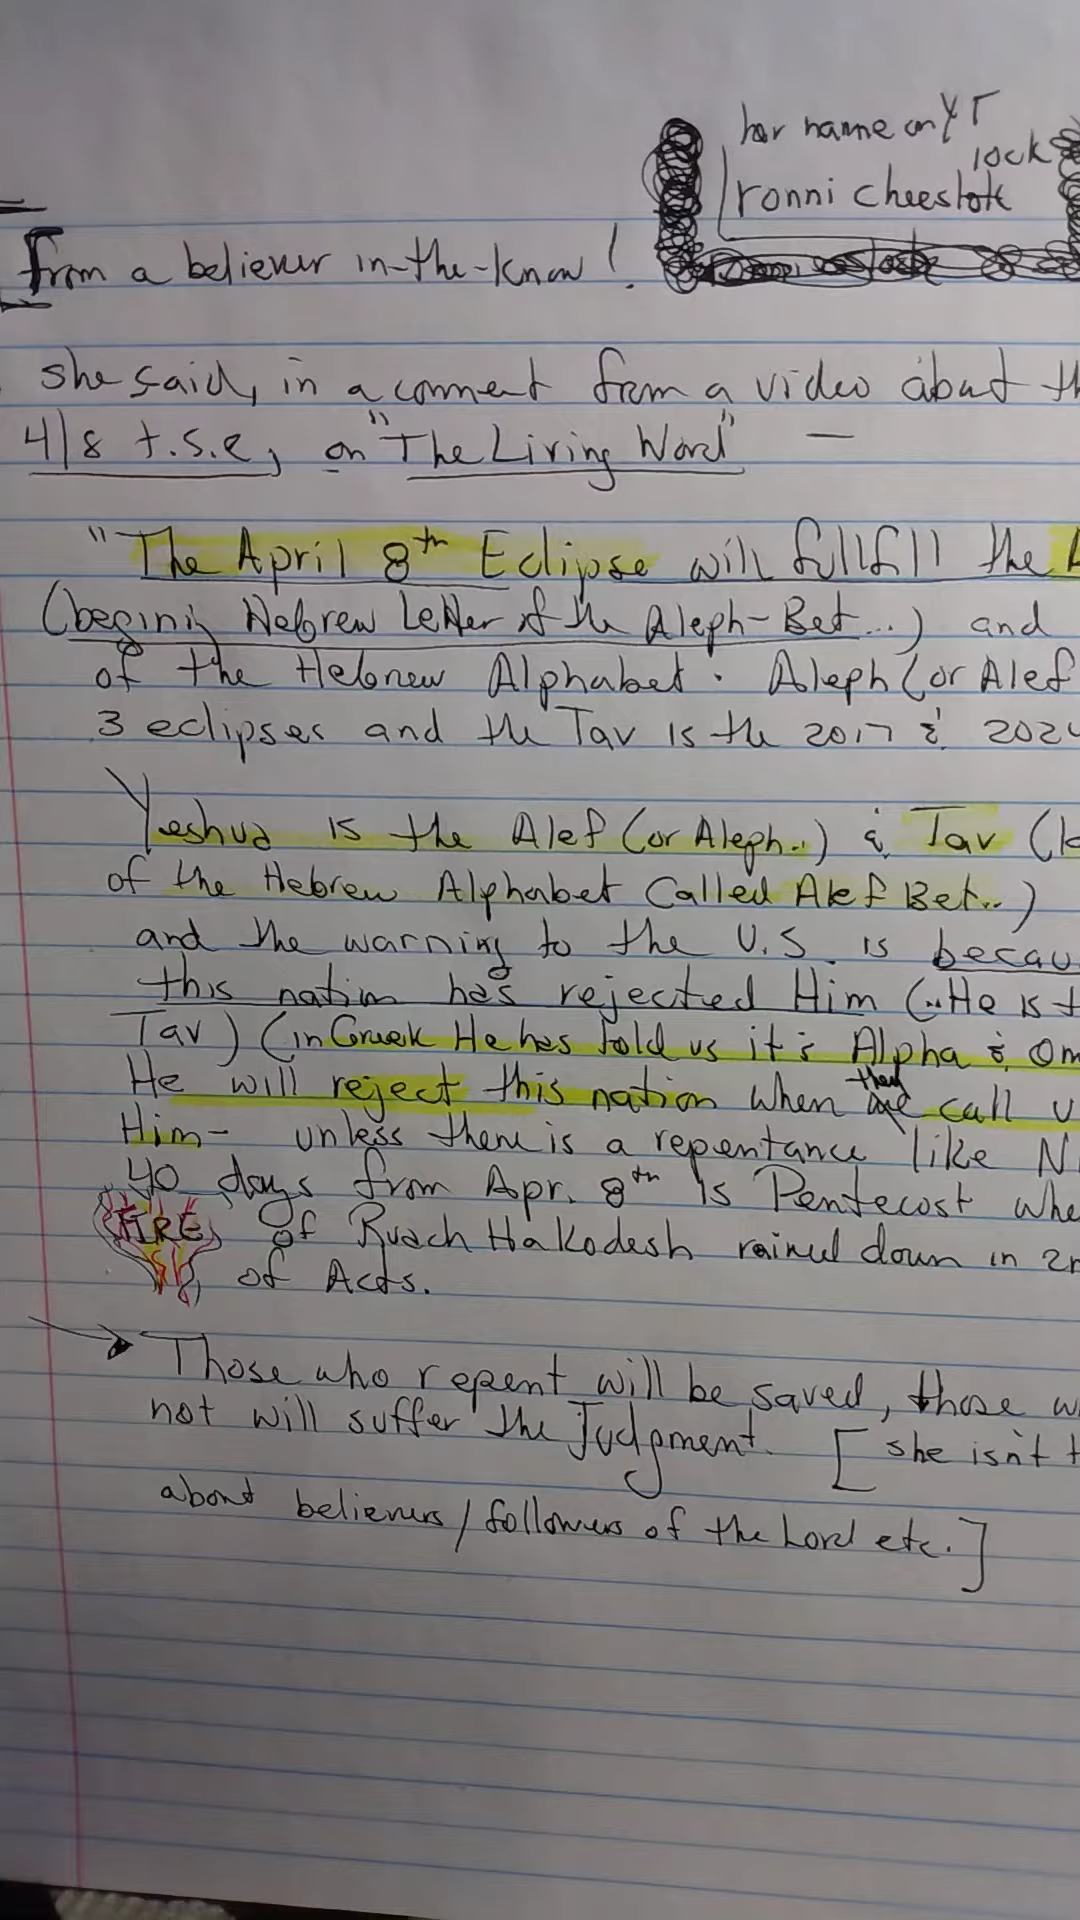 her name on YT
lock
ronni cheestok
From a believer in-the-know!
she said, in a comment from a video about th
4/8 t.s.e, on "The Living Word" —
"The April 8th Eclipse will fullfill the A
(begining Hebrew Letter of the Aleph-Bet...) and
of the Hebrew Alphabet. Aleph (or Alef
3 eclipses and the Tav is the 2017 & 2024
Yeshua is the Alef (or Aleph..) & Tav (la
of the Hebrew Alphabet Called Alef Bet..)
and the warning to the U.S. is becau
this nation has rejected Him (..He is t
Tav) (in Greek He has told us it's Alpha & Om
they
He will reject this nation when call u
Him- unless there is a repentance like Ni
40 days from Apr. 8th is Pentecost whe
FIRE of Ruach HaKodesh rained down in 2n
of Acts.
→ Those who repent will be saved, those w
not will suffer the Judgment. [she isn't t
about believers/followers of the Lord etc.]